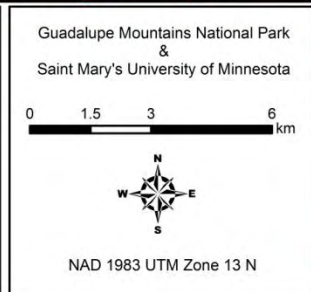 Guadalupe Mountains National Park
&
Saint Mary's University of Minnesota
0 1.5 3 6
km
N
W E
S
NAD 1983 UTM Zone 13 N